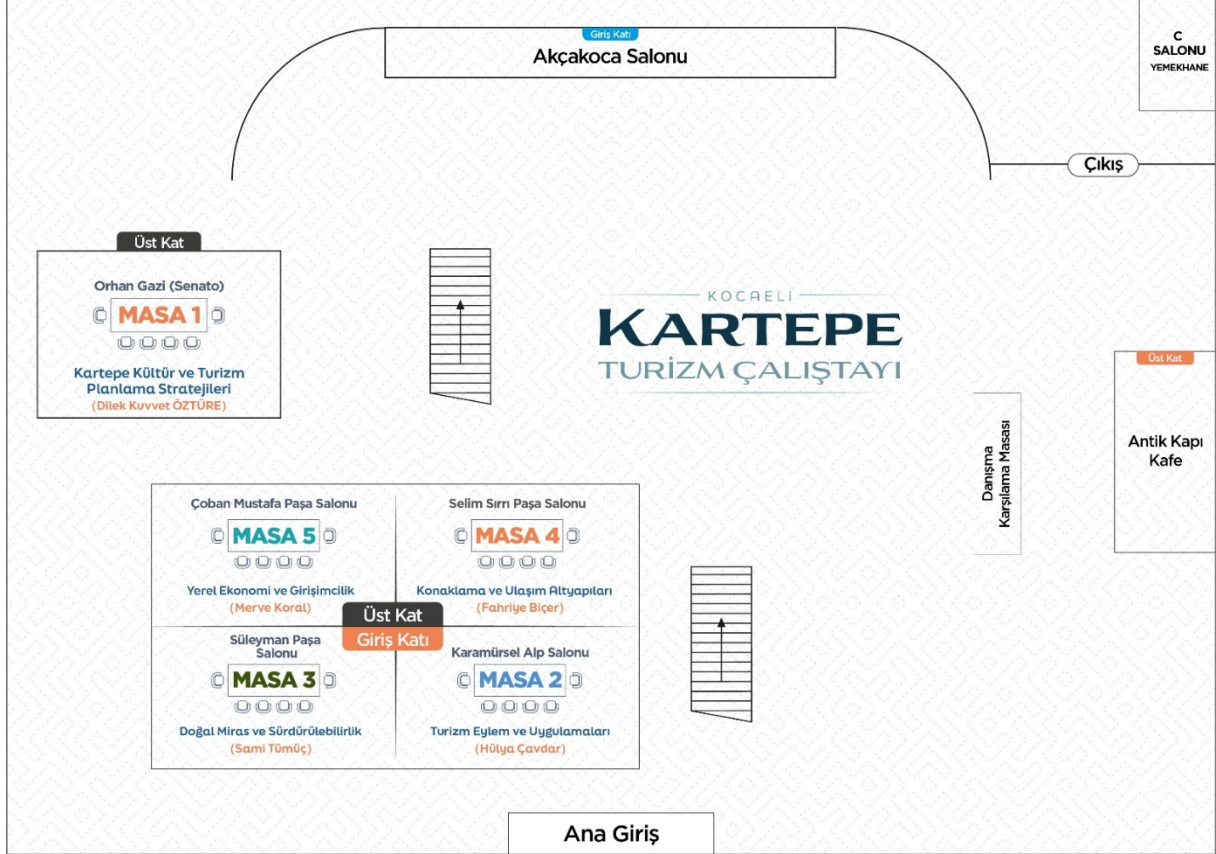 Giriş Katı
Akçakoca Salonu
C
SALONU
YEMEKHANE
Çıkış
Üst Kat
Orhan Gazi (Senato)
MASA 1
Kartepe Kültür ve Turizm
Planlama Stratejileri
(Dilek Kuvvet ÖZTÜRE)
KOCAELİ
KARTEPE
TURİZM ÇALIŞTAYI
Üst Kat
Antik Kapı
Kafe
Danışma
Karşılama Masası
Çoban Mustafa Paşa Salonu
MASA 5
Yerel Ekonomi ve Girişimcilik
(Merve Koral)
Selim Sırrı Paşa Salonu
MASA 4
Konaklama ve Ulaşım Altyapıları
(Fahriye Biçer)
Üst Kat
Giriş Katı
Süleyman Paşa
Salonu
MASA 3
Doğal Miras ve Sürdürülebilirlik
(Sami Tümüç)
Karamürsel Alp Salonu
MASA 2
Turizm Eylem ve Uygulamaları
(Hülya Çavdar)
Ana Giriş